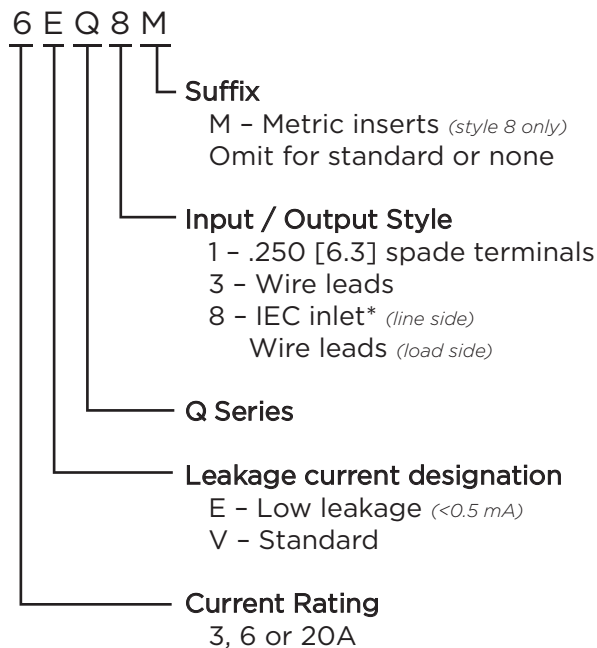 6 E Q 8 M
Suffix
M – Metric inserts (style 8 only)
Omit for standard or none
Input / Output Style
1 – .250 [6.3] spade terminals
3 – Wire leads
8 – IEC inlet* (line side)
Wire leads (load side)
Q Series
Leakage current designation
E – Low leakage (<0.5 mA)
V – Standard
Current Rating
3, 6 or 20A